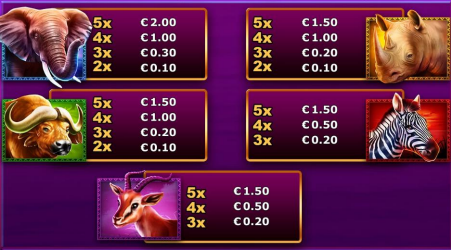 5x €2.00
4x €1.00
3x €0.30
2x €0.10
5x €1.50
4x €1.00
3x €0.20
2x €0.10
5x €1.50
4x €1.00
3x €0.20
2x €0.10
5x €1.50
4x €0.50
3x €0.20
5x €1.50
4x €0.50
3x €0.20